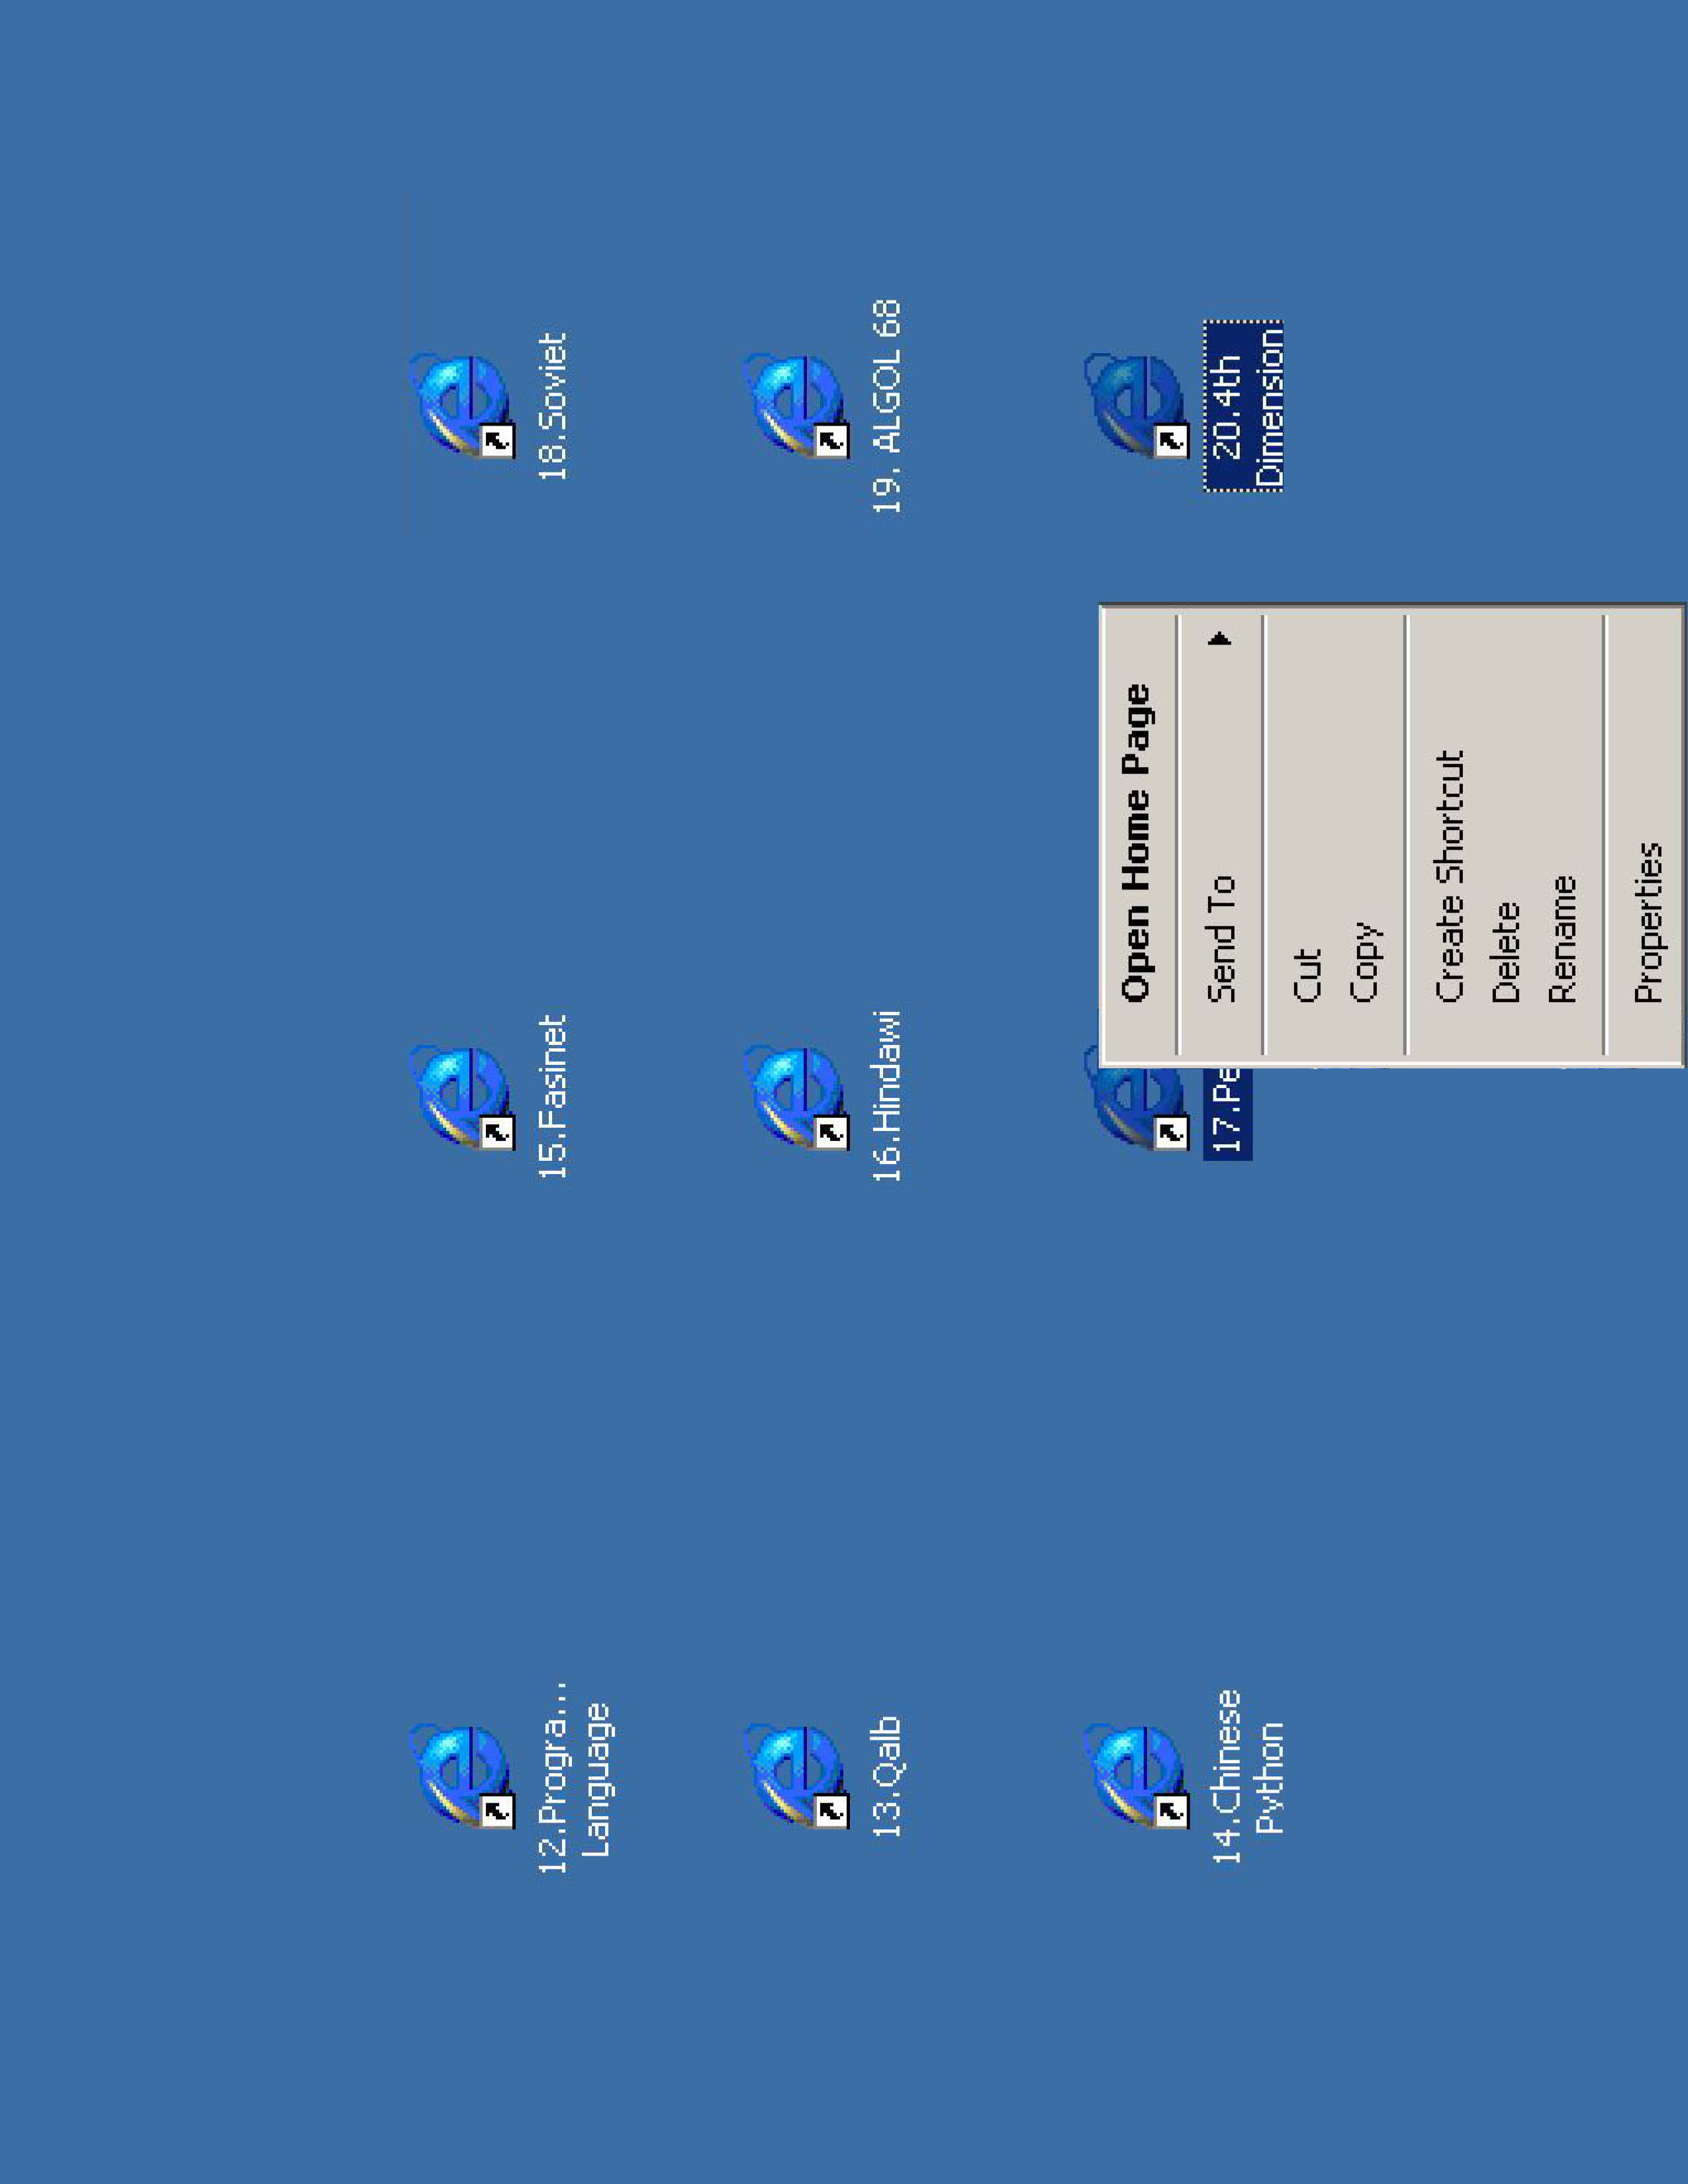 12.Progra...
Language
13.Qalb
14.Chinese
Python
15.Fasinet
16.Hindawi
17.Pe
18.Soviet
19. ALGOL 68
20.4th
Dimension
Open Home Page
Send To
Cut
Copy
Create Shortcut
Delete
Rename
Properties